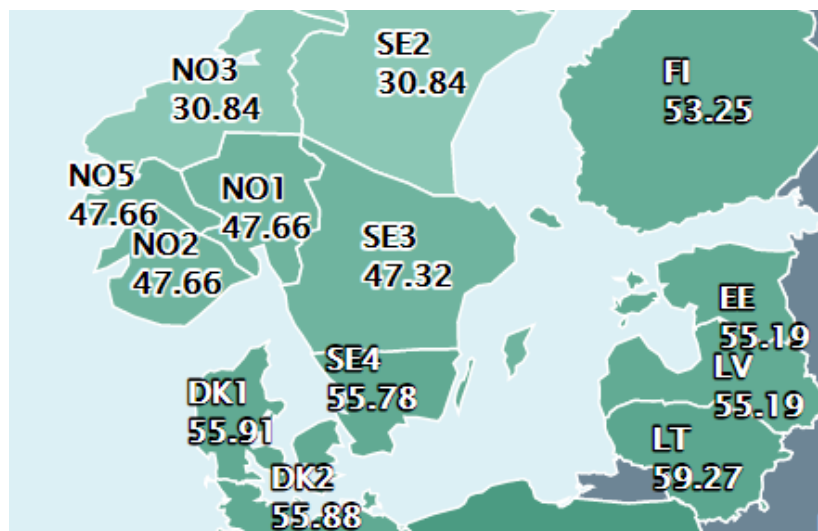 SE2
30.84
NO3
30.84
FI
53.25
NO5
47.66
NO1
47.66
NO2
47.66
SE3
47.32
EE
55.19
LV
55.19
SE4
55.78
DK1
55.91
LT
59.27
DK2
55.88